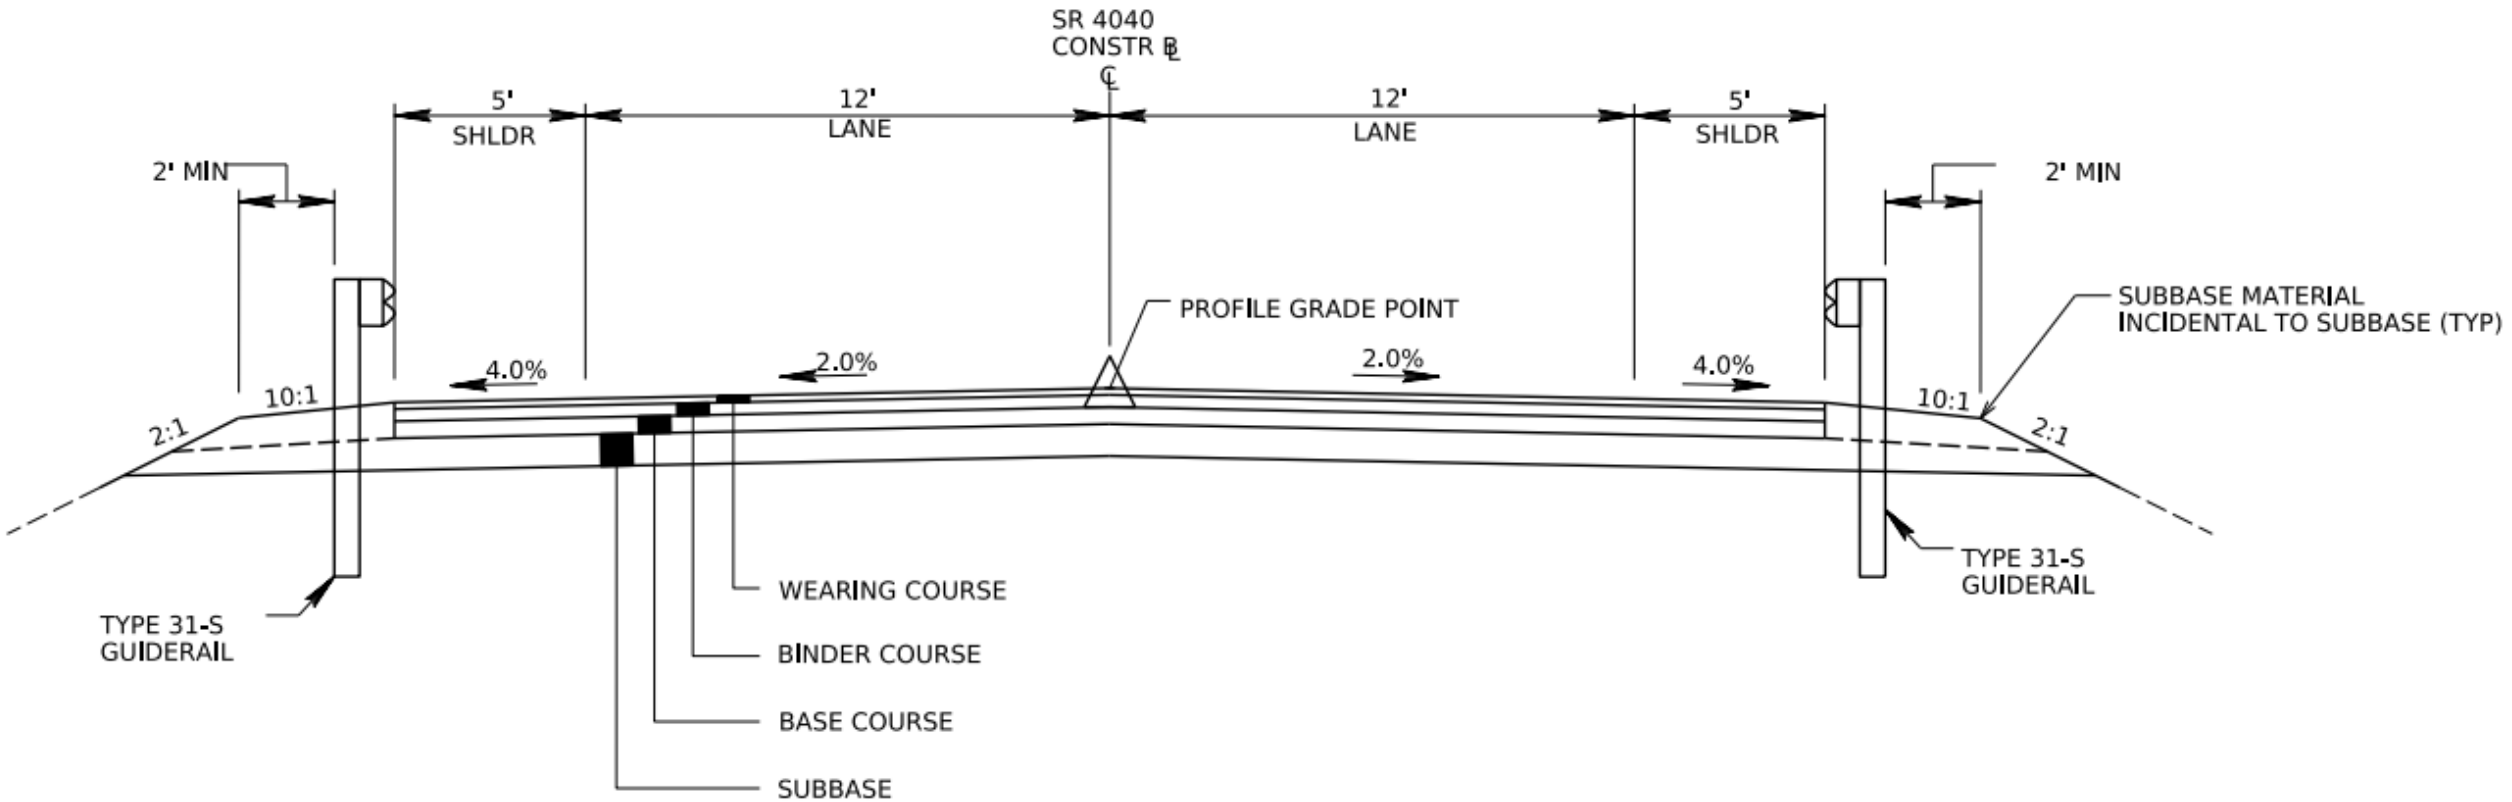 SR 4040
CONSTR BL
CL
5'
12'
12'
5'
SHLDR
LANE
LANE
SHLDR
2' MIN
2' MIN
PROFILE GRADE POINT
SUBBASE MATERIAL
INCIDENTAL TO SUBBASE (TYP)
4.0%
2.0%
2.0%
4.0%
10:1
10:1
2:1
2:1
TYPE 31-S
GUIDERAIL
WEARING COURSE
TYPE 31-S
GUIDERAIL
BINDER COURSE
BASE COURSE
SUBBASE